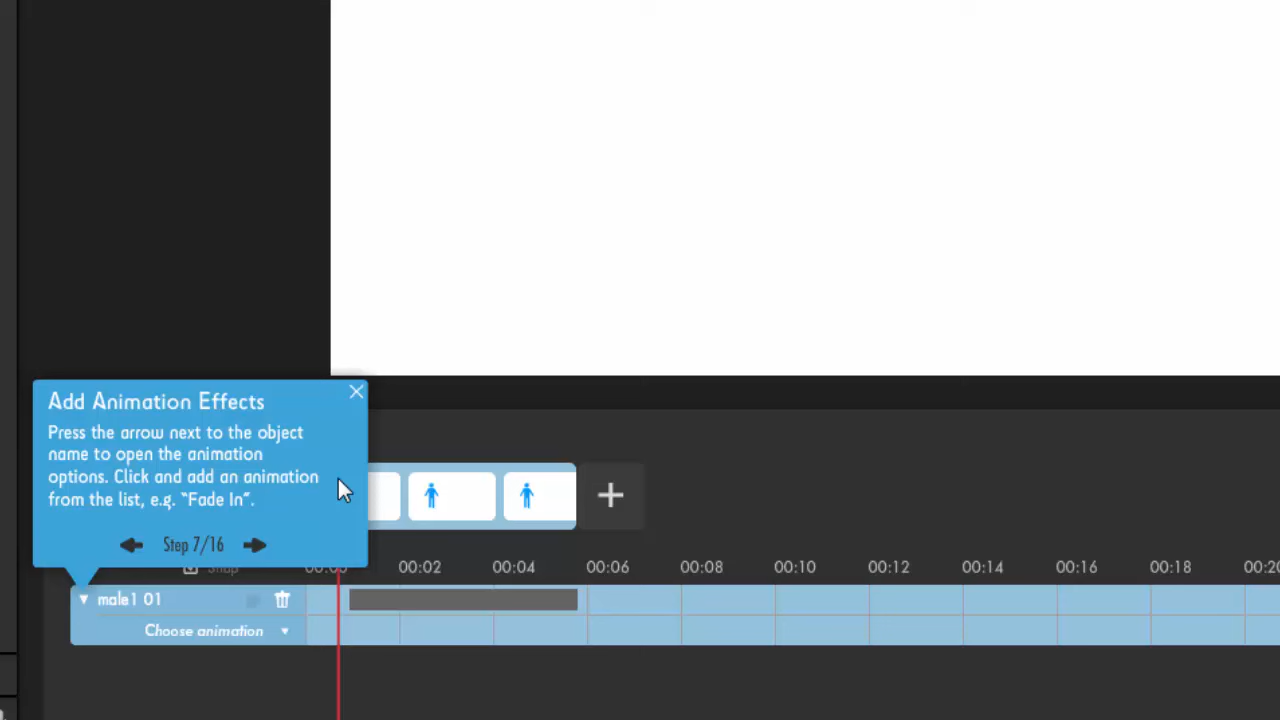 Add Animation Effects
Press the arrow next to the object
name to open the animation
options. Click and add an animation
from the list, e.g. "Fade In".
Step 7/16
Snap
00:00 00:02 00:04 00:06 00:08 00:10 00:12 00:14 00:16 00:18
male1 01
Choose animation